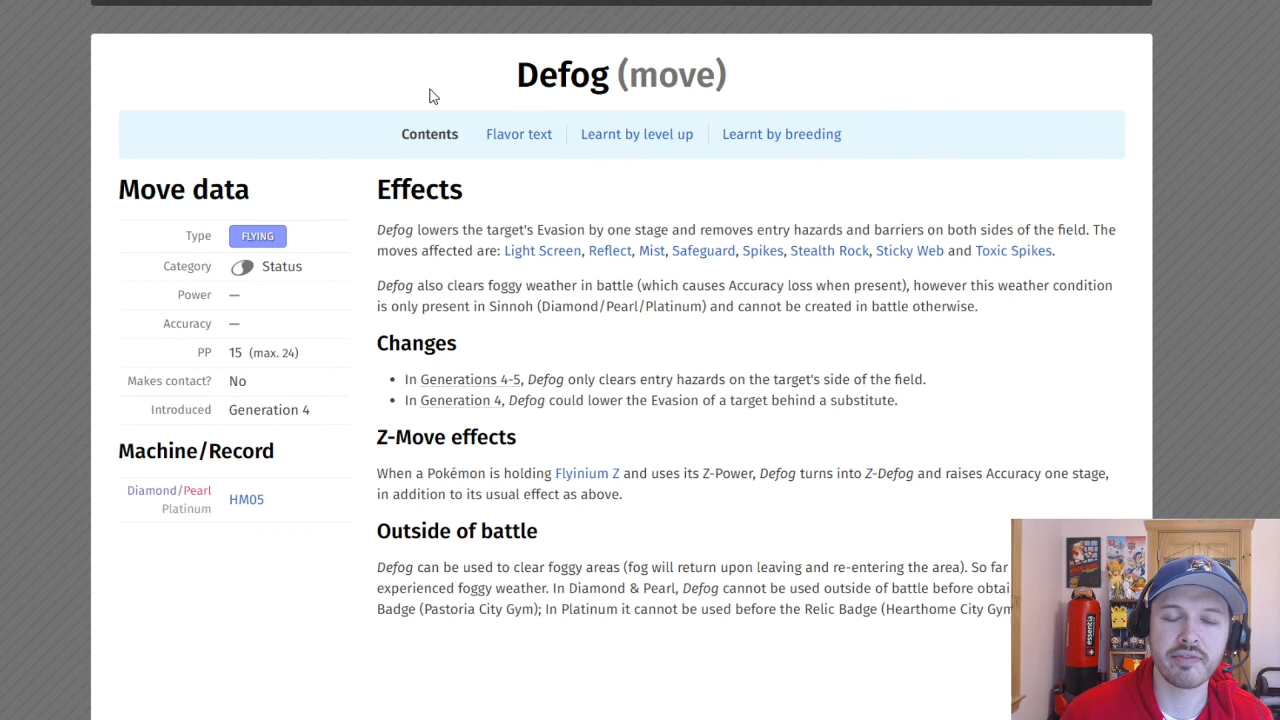 Defog (move)
Contents Flavor text Learnt by level up Learnt by breeding
Move data
Type FLYING
Category Status
Power —
Accuracy —
PP 15 (max. 24)
Makes contact? No
Introduced Generation 4
Machine/Record
Diamond/Pearl
Platinum
HM05
Effects
Defog lowers the target's Evasion by one stage and removes entry hazards and barriers on both sides of the field. The
moves affected are: Light Screen, Reflect, Mist, Safeguard, Spikes, Stealth Rock, Sticky Web and Toxic Spikes.
Defog also clears foggy weather in battle (which causes Accuracy loss when present), however this weather condition
is only present in Sinnoh (Diamond/Pearl/Platinum) and cannot be created in battle otherwise.
Changes
• In Generations 4-5, Defog only clears entry hazards on the target's side of the field.
• In Generation 4, Defog could lower the Evasion of a target behind a substitute.
Z-Move effects
When a Pokémon is holding Flyinium Z and uses its Z-Power, Defog turns into Z-Defog and raises Accuracy one stage,
in addition to its usual effect as above.
Outside of battle
Defog can be used to clear foggy areas (fog will return upon leaving and re-entering the area). So far
experienced foggy weather. In Diamond & Pearl, Defog cannot be used outside of battle before obtai
Badge (Pastoria City Gym); In Platinum it cannot be used before the Relic Badge (Hearthome City Gym
essentia